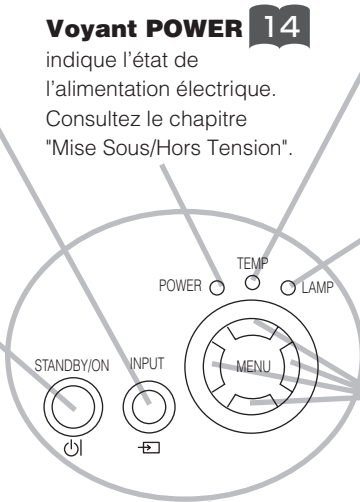 Voyant POWER 14
indique l’état de
l’alimentation électrique.
Consultez le chapitre
"Mise Sous/Hors Tension".
TEMP
POWER
LAMP
STANDBY/ON
INPUT
MENU